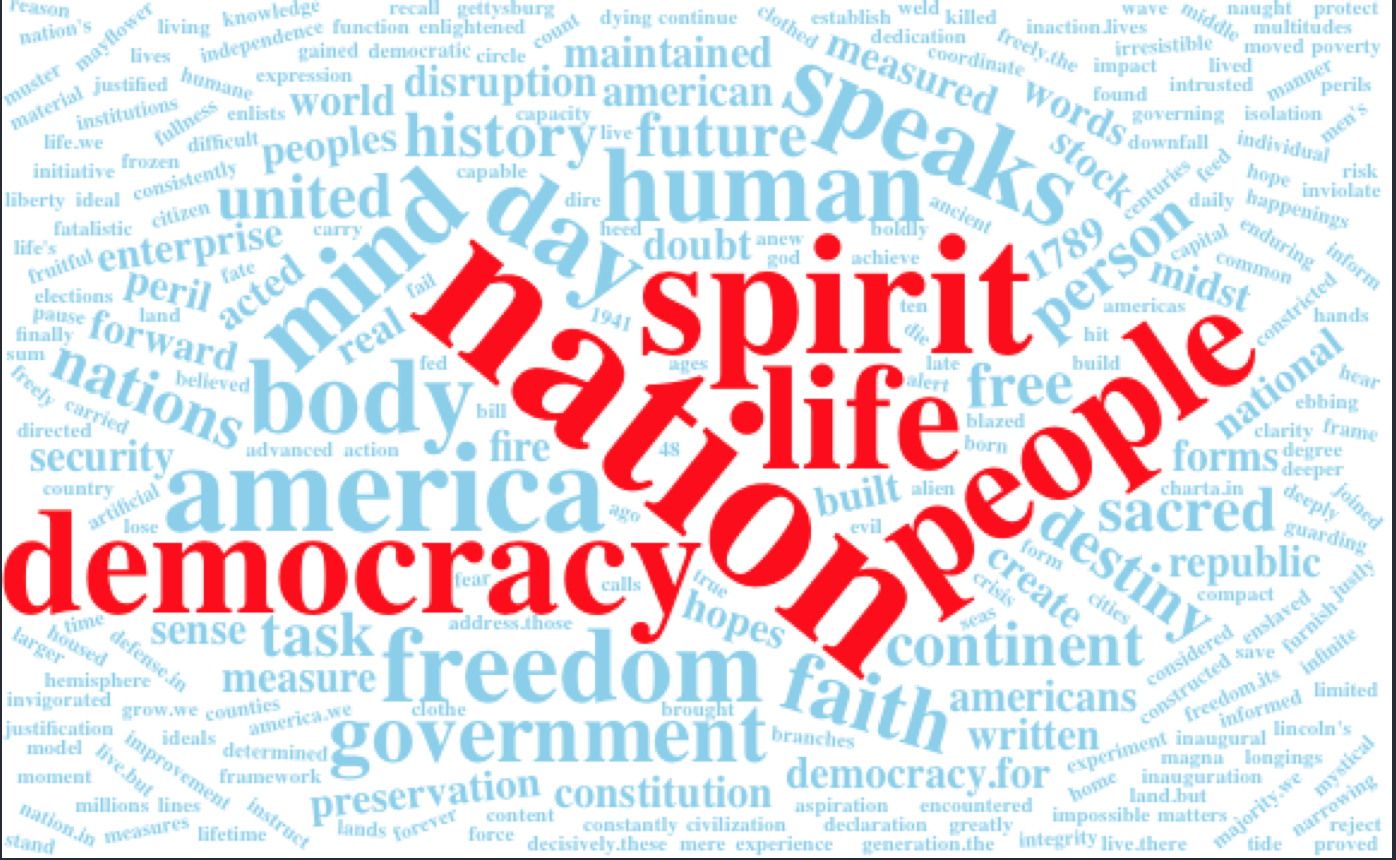 reason
nation's
mayflower
living
knowledge
recall
gettysburg
independence
function
enlightened
count
dying
continue
clothed
establish
weld
killed
dedication
inaction.lives
wave
middle
naught
protect
multitudes
lives
gained
democratic
circle
maintained
measured
coordinate
freely.the
irresistible
moved
poverty
muster
material
justified
humane
expression
disruption
american
speaks
impact
lived
intrusted
manner
perils
institutions
fullness
enlists
world
capacity
words
found
governing
isolation
men's
life.we
difficult
peoples
history
live
future
stock
downfall
individual
initiative
frozen
consistently
capable
human
centuries
feed
hope
risk
inviolate
liberty
ideal
citizen
united
mind
day
dire
ancient
person
daily
happenings
fatalistic
carry
heed
doubt
anew
boldly
1789
capital
enduring
inform
life's
fruitful
enterprise
god
achieve
common
elections
peril
fate
acted
fail
spirit
midst
constricted
pause
land
real
1941
ten
americas
hands
finally
forward
nation
die
hit
sum
nations
believed
body
fed
ages
life
late
alert
free
build
people
national
hear
freely
carried
bill
blazed
ebbing
directed
advanced
action
fire
48
born
clarity
frame
security
forms
degree
deeper
country
artificial
america
built
alien
charta.in
deeply
joined
lose
ago
evil
destiny
sacred
guarding
democracy
fear
calls
true
form
create
crisis
republic
justly
time
sense
task
address.those
hopes
seas
cities
compact
larger
housed
defense.in
freedom
continent
considered
enslaved
save
furnish
infinite
hemisphere
measure
faith
americans
constructed
freedom.its
limited
invigorated
grow.we
counties
america.we
clothe
brought
informed
justification
ideals
government
branches
written
experiment
inaugural
lincoln's
model
live.but
improvement
determined
magna
longings
mystical
moment
framework
preservation
constitution
democracy.for
home
inauguration
majority.we
narrowing
millions
lines
instruct
content
aspiration
encountered
land.but
nation.in
measures
lifetime
lands
forever
force
constantly
civilization
declaration
greatly
impossible
matters
reject
stand
decisively.these
mere
experience
generation.the
integrity
live.there
tide
proved